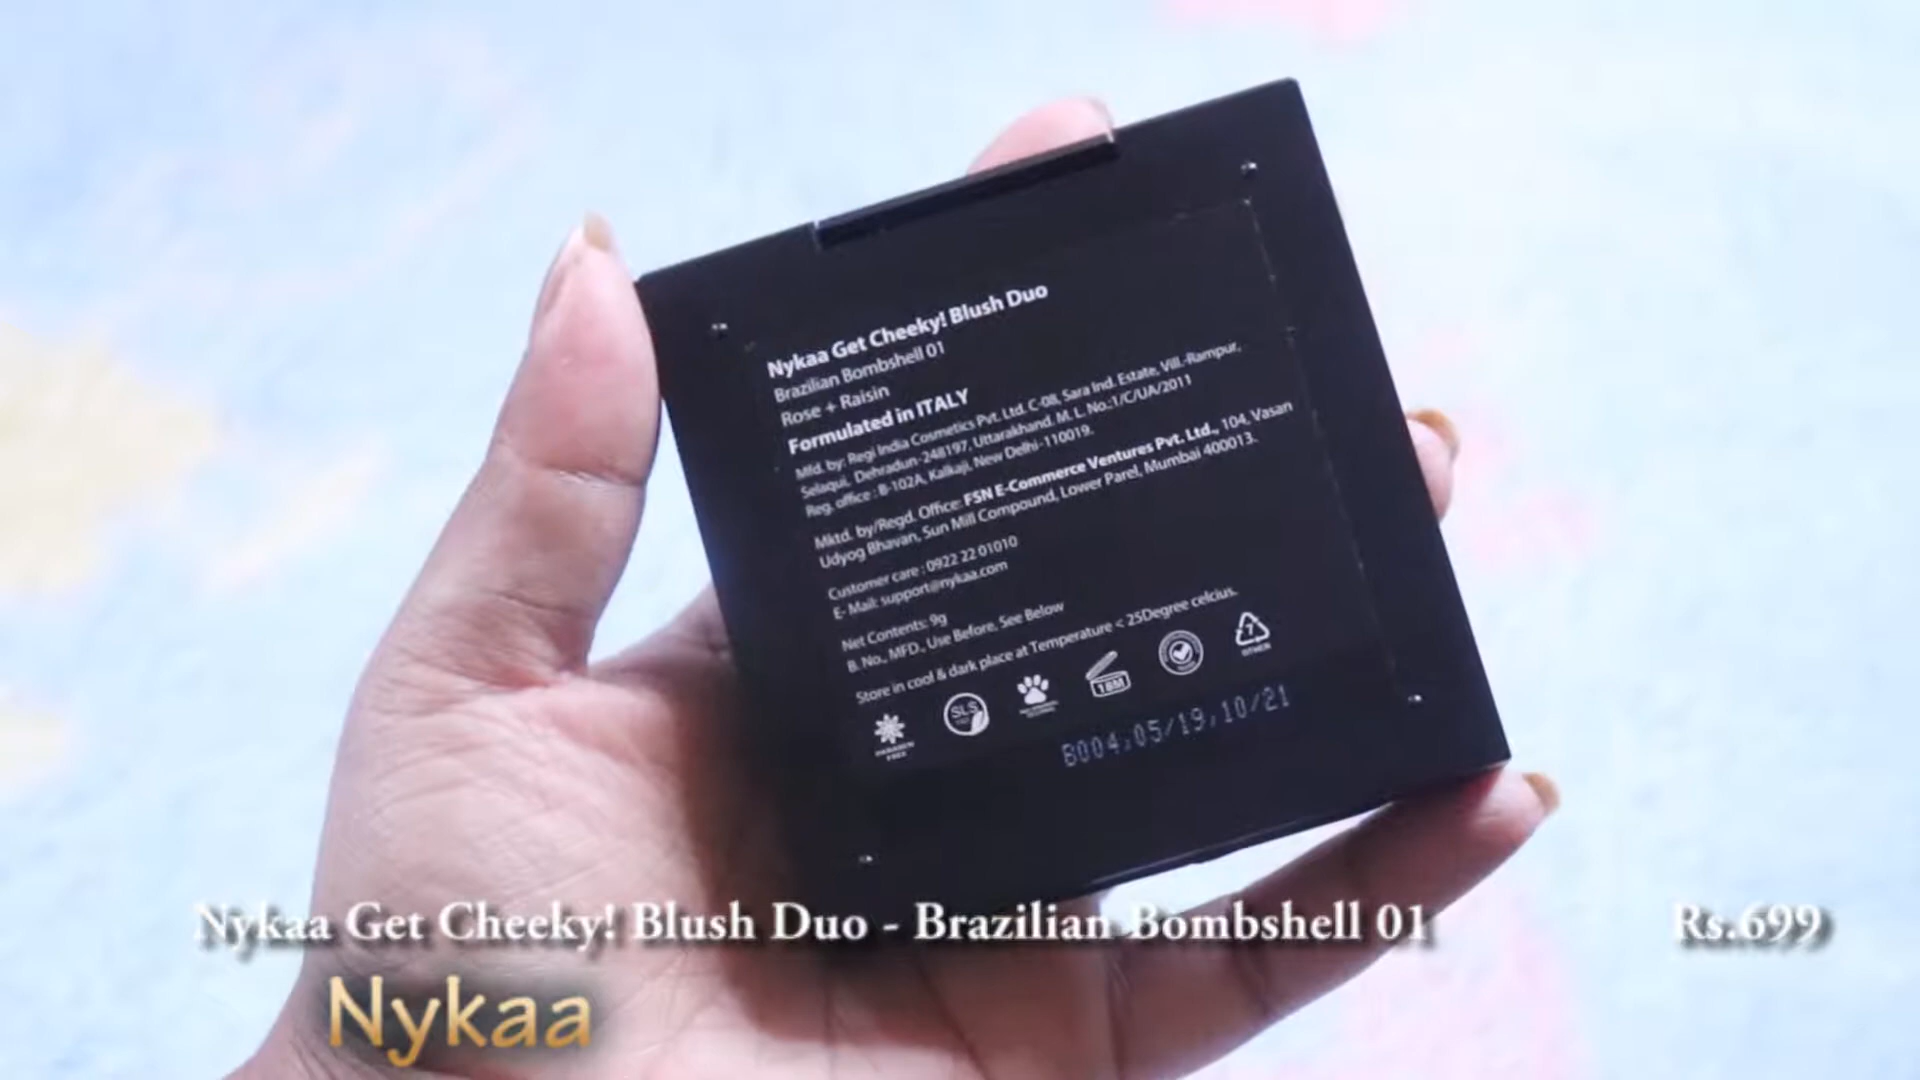 Nykaa Get Cheeky! Blush Duo
Brazilian Bombshell 01
Rose + Raisin
Formulated in ITALY
Mfd. by: Regi India Cosmetics Pvt. Ltd. C-08, Sara Ind. Estate, Vill.-Rampur,
Selaqui, Dehradun-248197, Uttarakhand. M. L. No.:1/C/UA/2011
Reg. office : B-102A, Kalkaji, New Delhi-110019.
Mktd. by/Regd. Office: FSN E-Commerce Ventures Pvt. Ltd., 104, Vasan
Udyog Bhavan, Sun Mill Compound, Lower Parel, Mumbai 400013.
Customer care : 0922 22 01010
E- Mail: support@nykaa.com
Net Contents: 9g
B. No., MFD., Use Before, See Below
Store in cool & dark place at Temperature < 25Degree celcius.
PARABEN
FREE
SLS
18M
7
OTHER
B004,05/19,10/21
Nykaa Get Cheeky! Blush Duo - Brazilian Bombshell 01
Rs.699
Nykaa